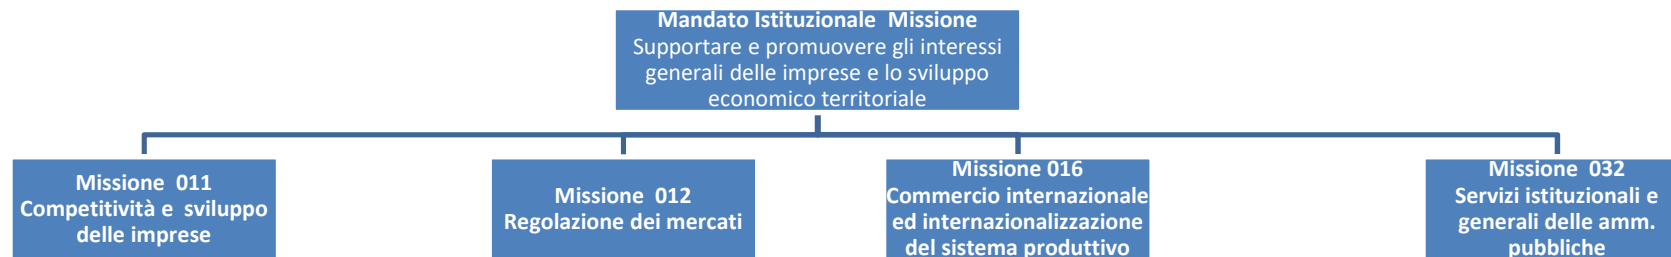 Mandato Istituzionale Missione
Supportare e promuovere gli interessi
generali delle imprese e lo sviluppo
economico territoriale
Missione 011
Competitività e sviluppo
delle imprese
Missione 012
Regolazione dei mercati
Missione 016
Commercio internazionale
ed internazionalizzazione
del sistema produttivo
Missione 032
Servizi istituzionali e
generali delle amm.
pubbliche